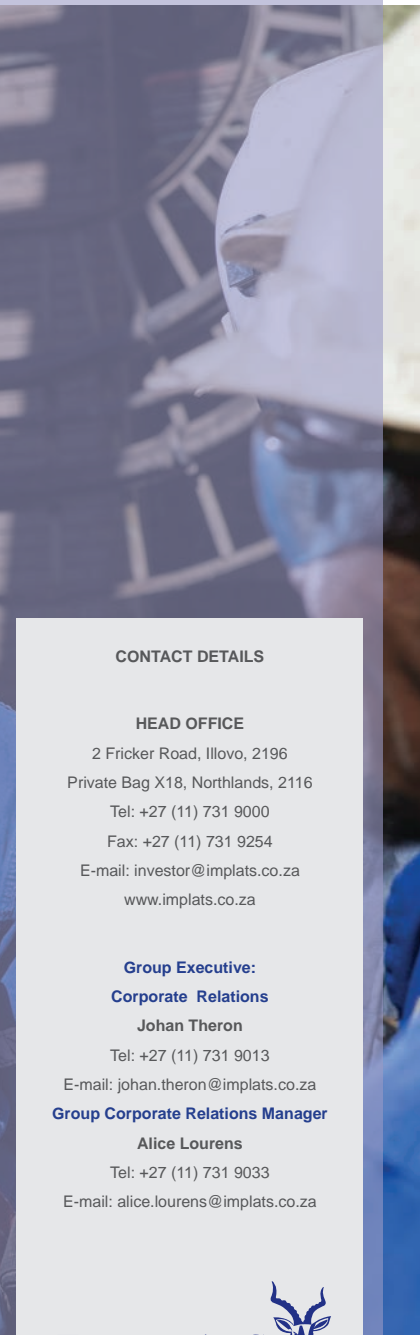 CONTACT DETAILS
HEAD OFFICE
2 Fricker Road, Illovo, 2196
Private Bag X18, Northlands, 2116
Tel: +27 (11) 731 9000
Fax: +27 (11) 731 9254
E-mail: investor@implats.co.za
www.implats.co.za
Group Executive:
Corporate Relations
Johan Theron
Tel: +27 (11) 731 9013
E-mail: johan.theron@implats.co.za
Group Corporate Relations Manager
Alice Lourens
Tel: +27 (11) 731 9033
E-mail: alice.lourens@implats.co.za